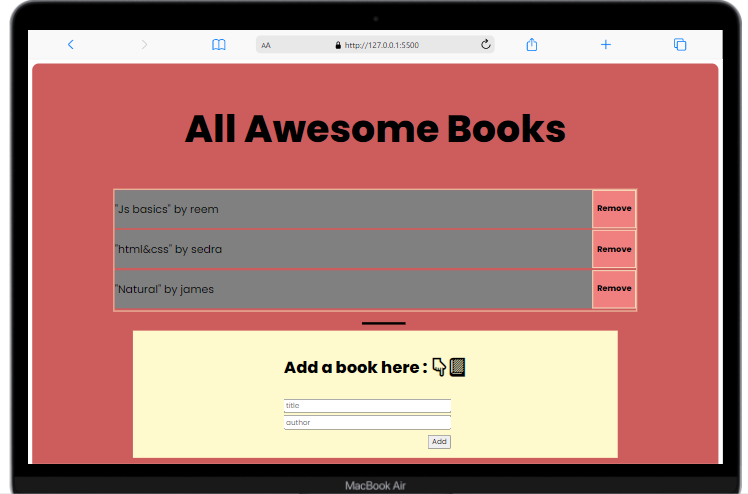 AA http://127.0.0.1:5500
All Awesome Books
"Js basics" by reem Remove
"html&css" by sedra Remove
"Natural" by james Remove
Add a book here : 👇📗
title
author
Add
MacBook Air